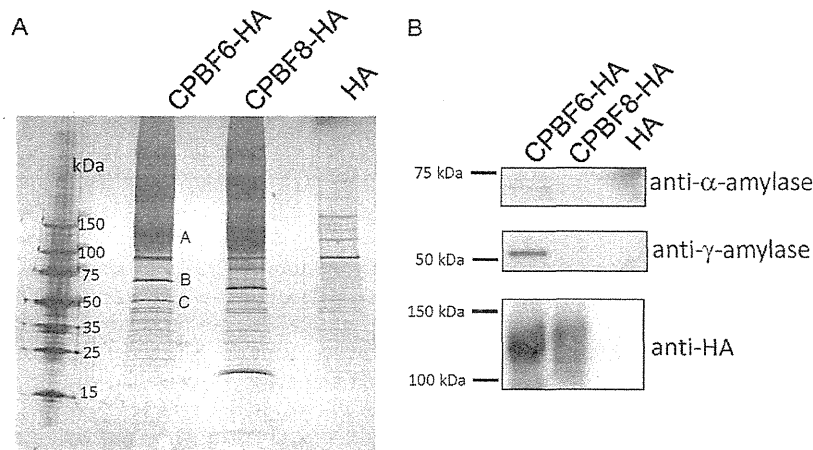 A
CPBF6-HA
CPBF8-HA
HA
kDa
150
100
75
50
35
25
15
A
B
C
B
CPBF6-HA
CPBF8-HA
HA
75 kDa
anti-α-amylase
50 kDa
anti-γ-amylase
150 kDa
anti-HA
100 kDa